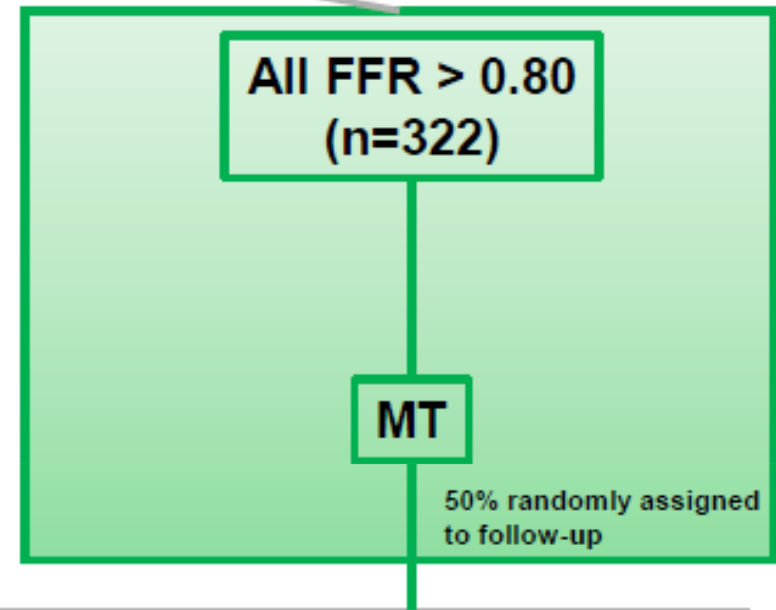 All FFR > 0.80
(n=322)
MT
50% randomly assigned
to follow-up